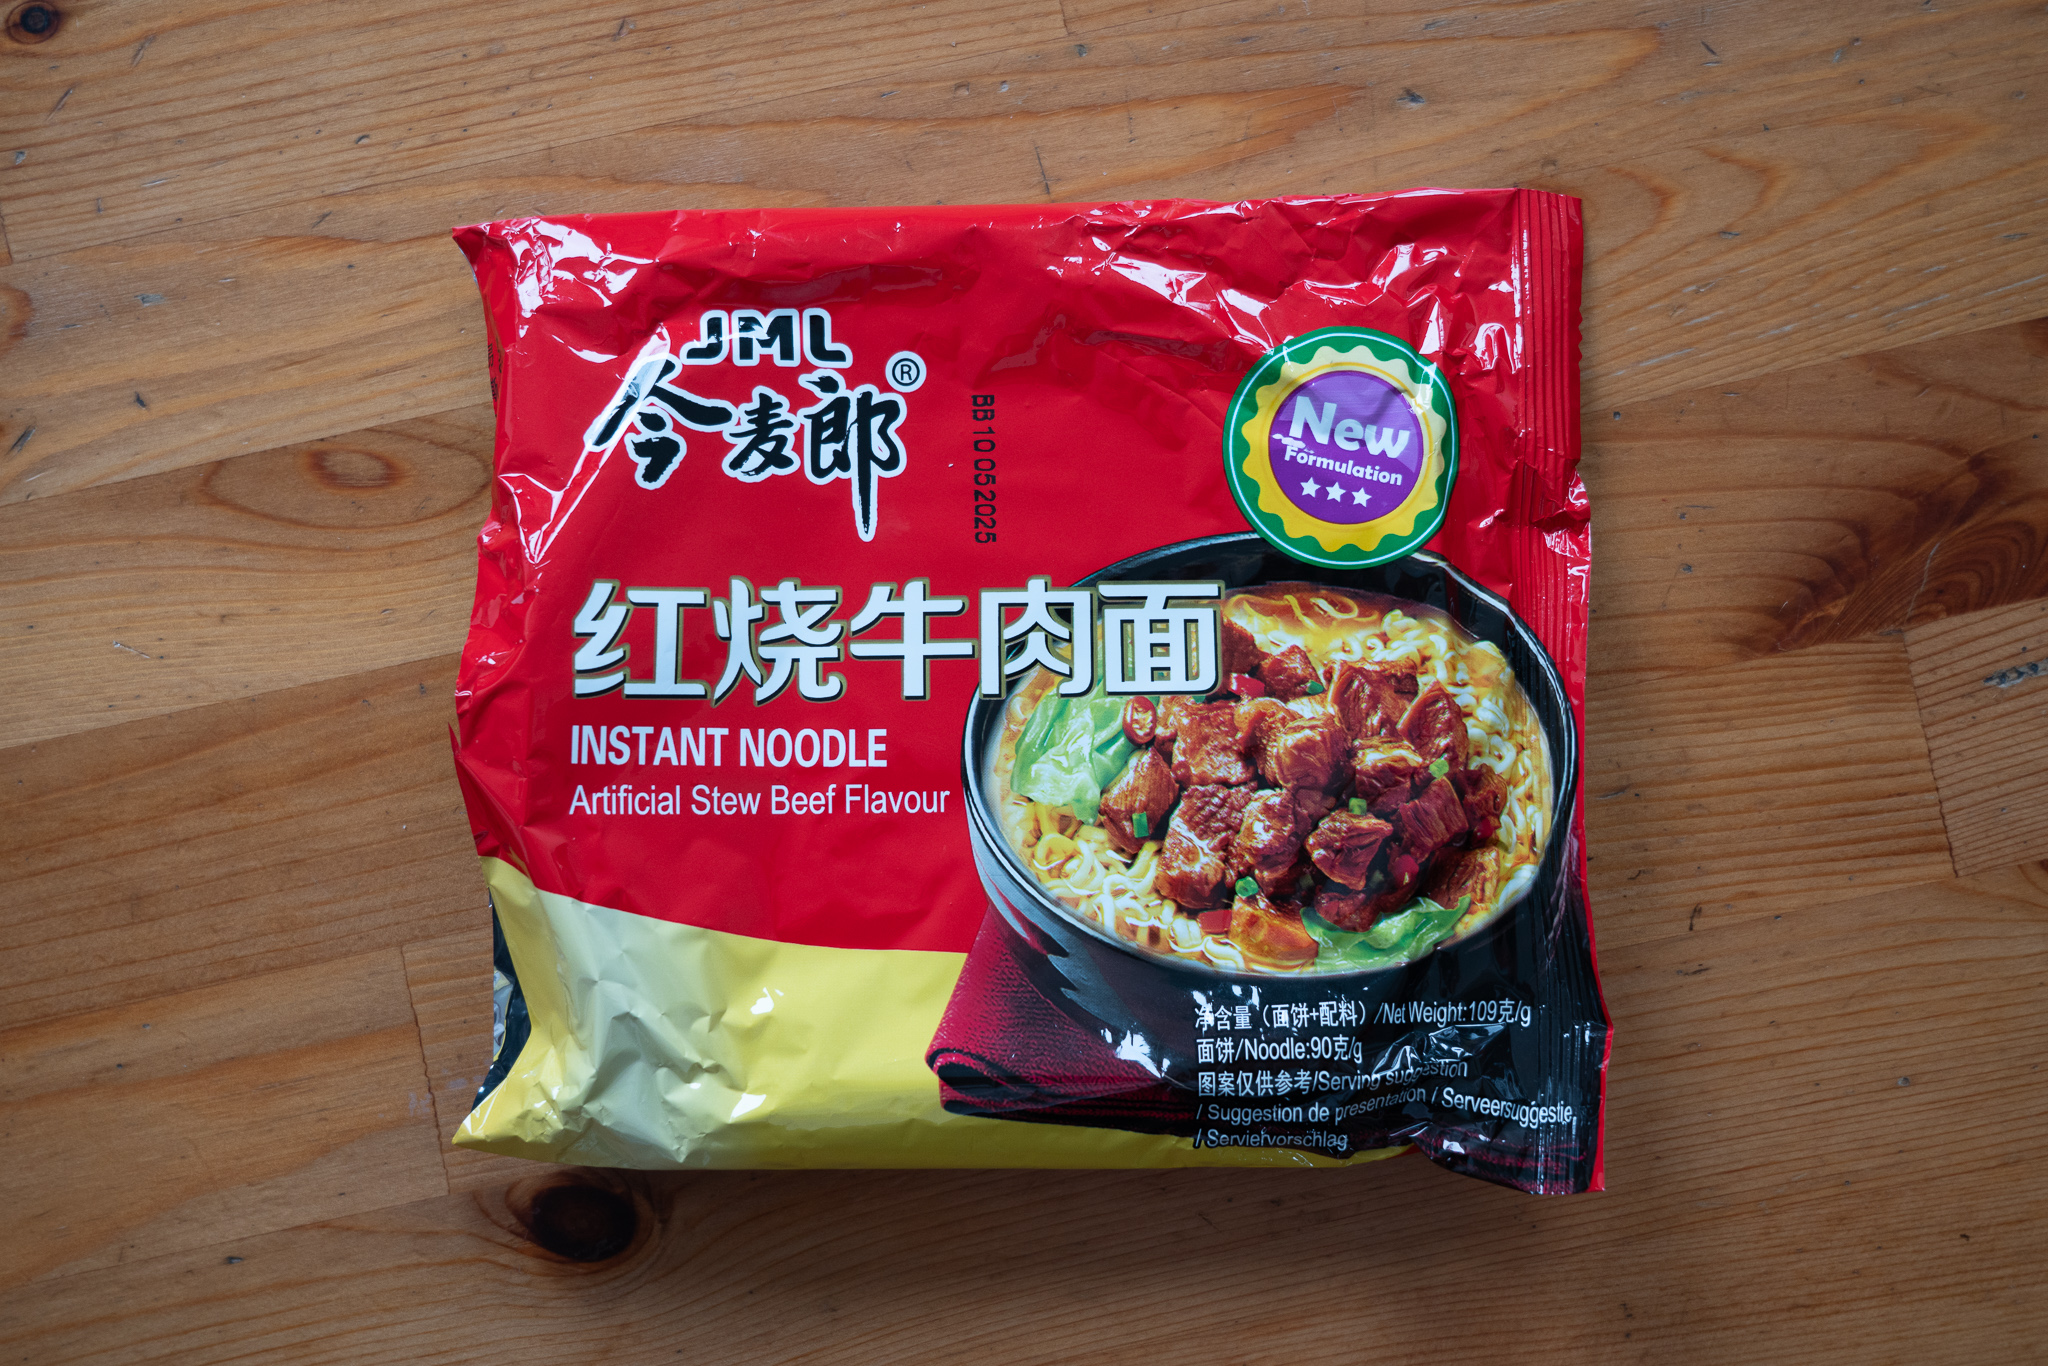 JML
今麦郎®
BB 10 05 2025
New
Formulation
红烧牛肉面
INSTANT NOODLE
Artificial Stew Beef Flavour
净含量（面饼+配料）/Net Weight:109克/g
面饼/Noodle:90克/g
图案仅供参考/Serving suggestion
/ Suggestion de présentation / Serveersuggestie
/ Serviervorschlag